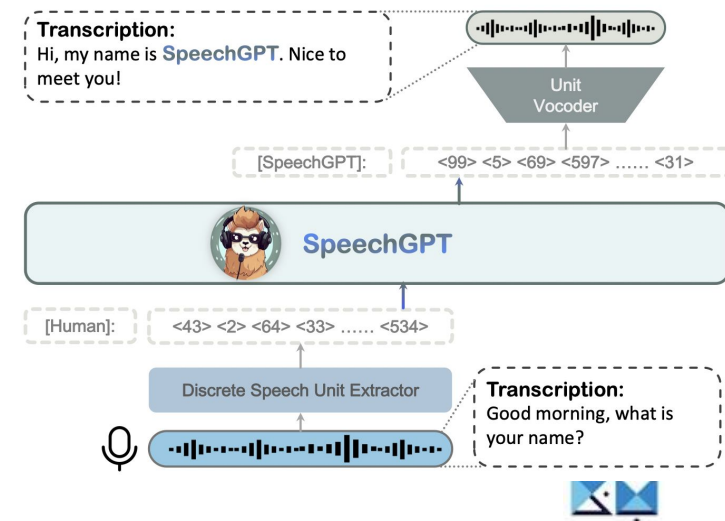 Transcription:
Hi, my name is SpeechGPT. Nice to
meet you!
Unit
Vocoder
[SpeechGPT]:
<99> <5> <69> <597> ...... <31>
SpeechGPT
[Human]:
<43> <2> <64> <33> ...... <534>
Discrete Speech Unit Extractor
Transcription:
Good morning, what is
your name?